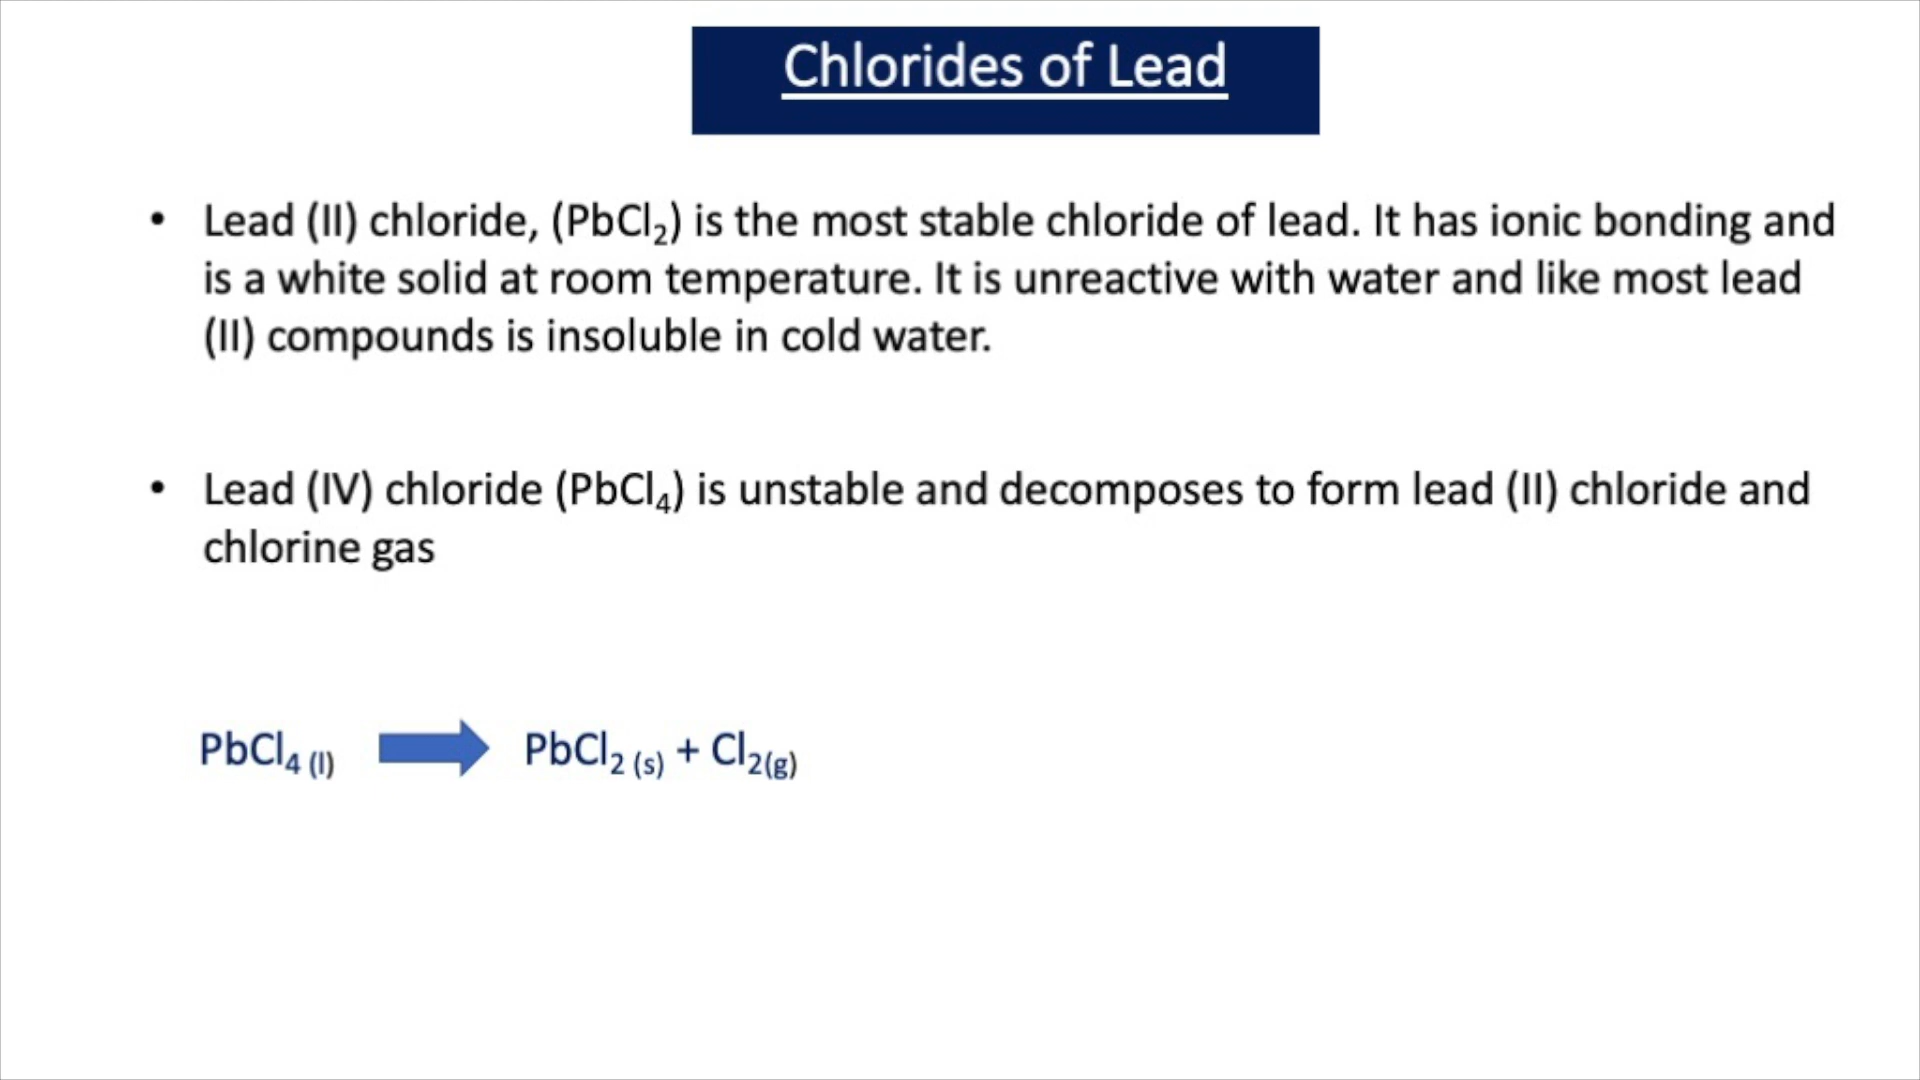 Chlorides of Lead
• Lead (II) chloride, (PbCl₂) is the most stable chloride of lead. It has ionic bonding and
is a white solid at room temperature. It is unreactive with water and like most lead
(II) compounds is insoluble in cold water.
• Lead (IV) chloride (PbCl₄) is unstable and decomposes to form lead (II) chloride and
chlorine gas
PbCl₄ (l) ➡ PbCl₂ (s) + Cl₂(g)